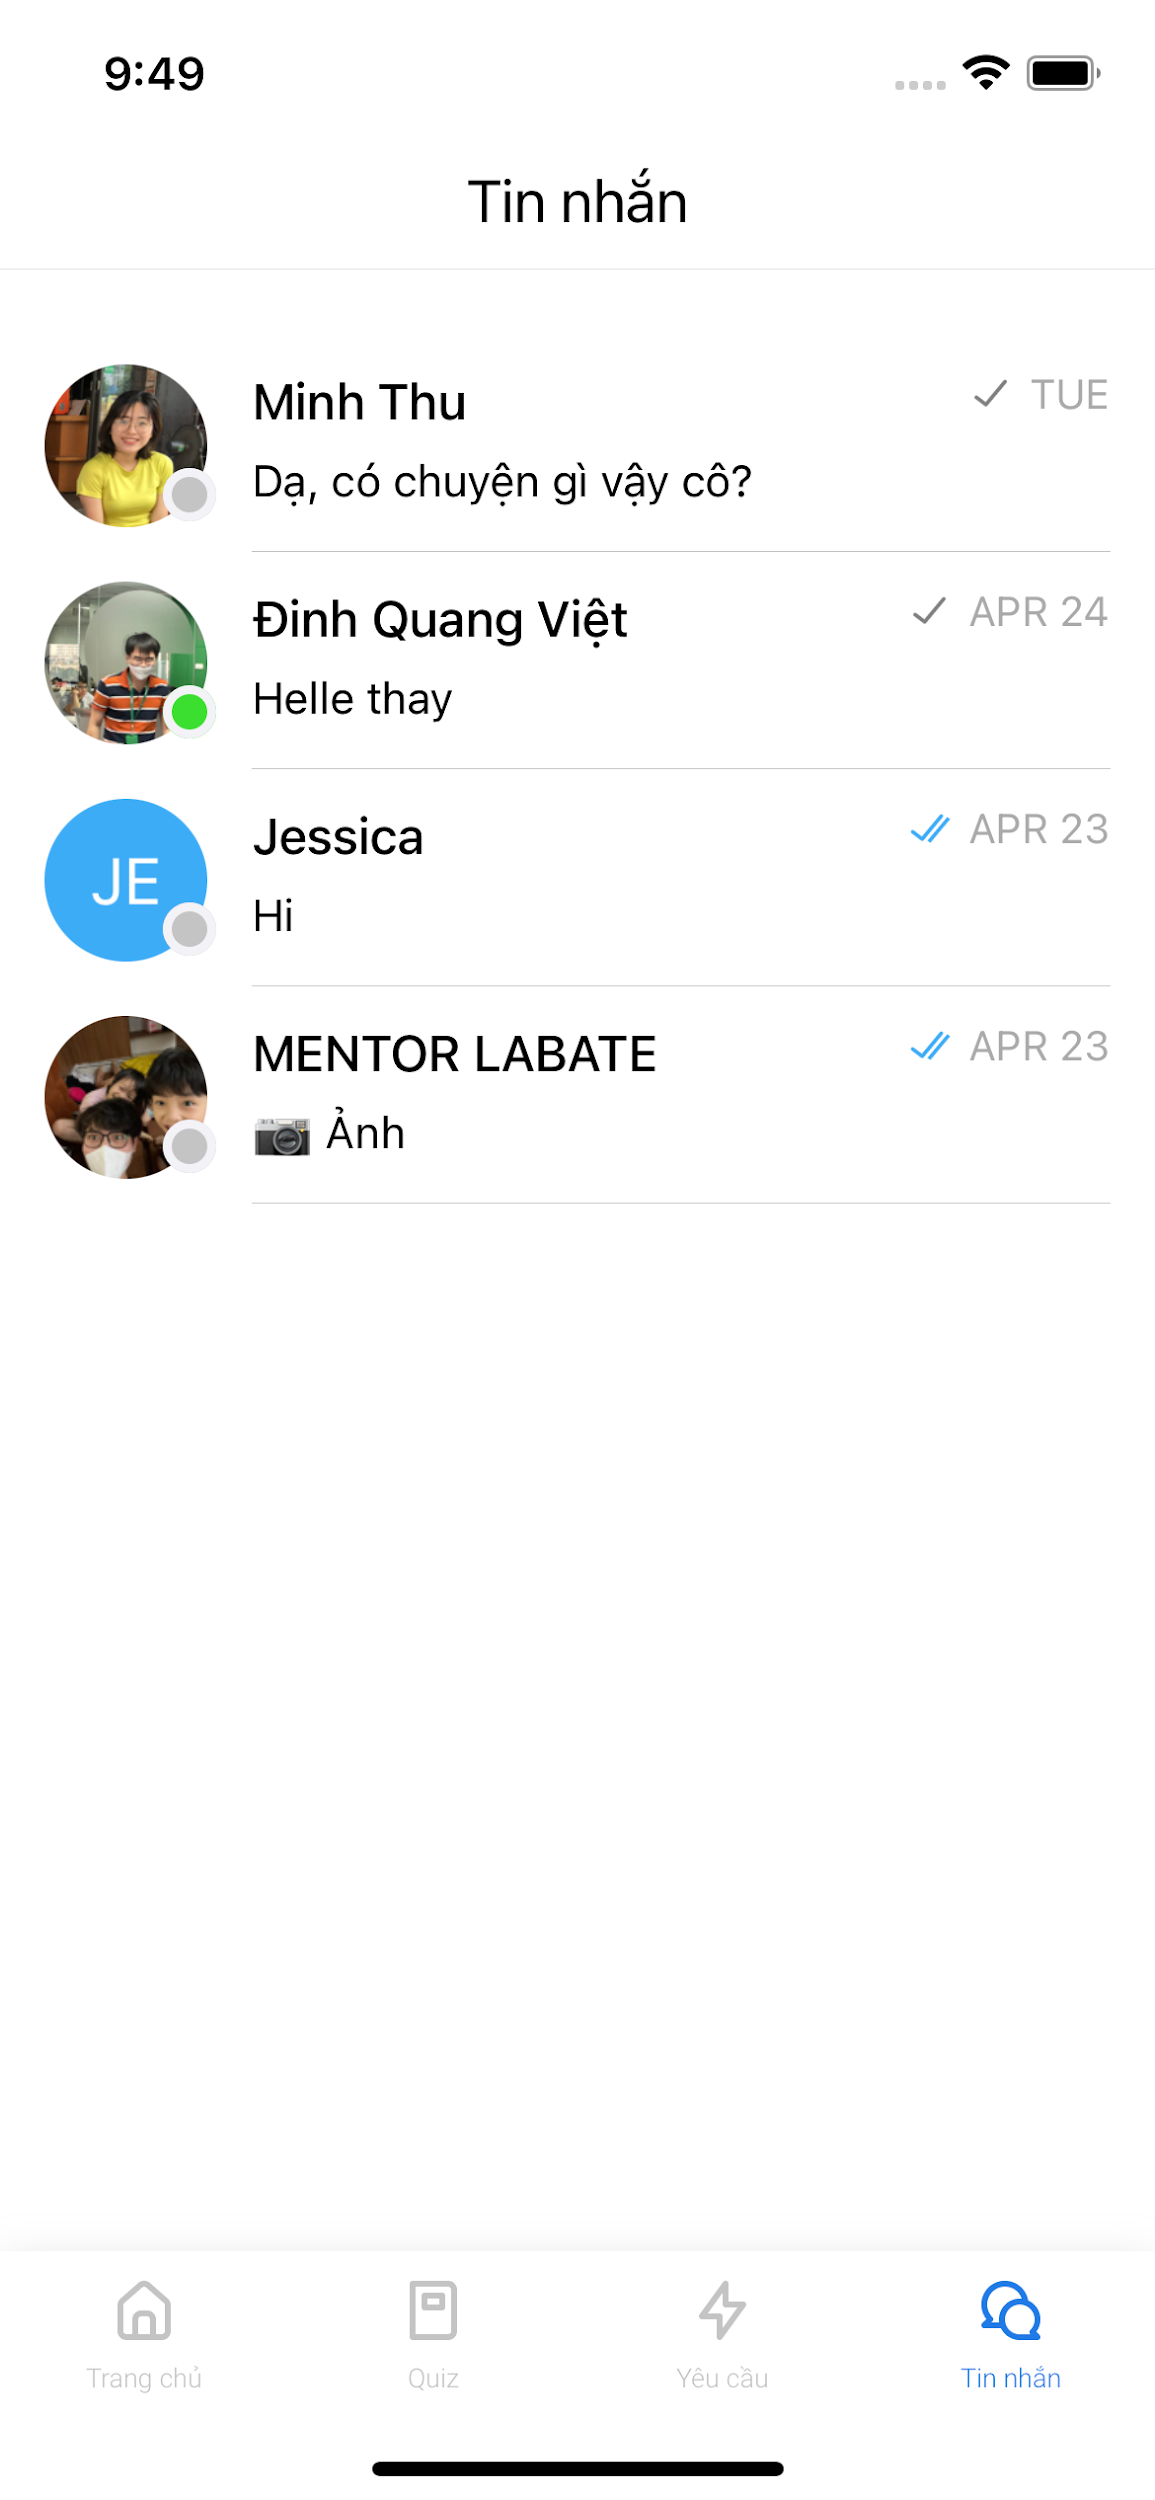 9:49
Tin nhắn
Minh Thu
TUE
Dạ, có chuyện gì vậy cô?
Đinh Quang Việt
APR 24
Helle thay
JE
Jessica
APR 23
Hi
MENTOR LABATE
APR 23
📷 Ảnh
Trang chủ
Quiz
Yêu cầu
Tin nhắn